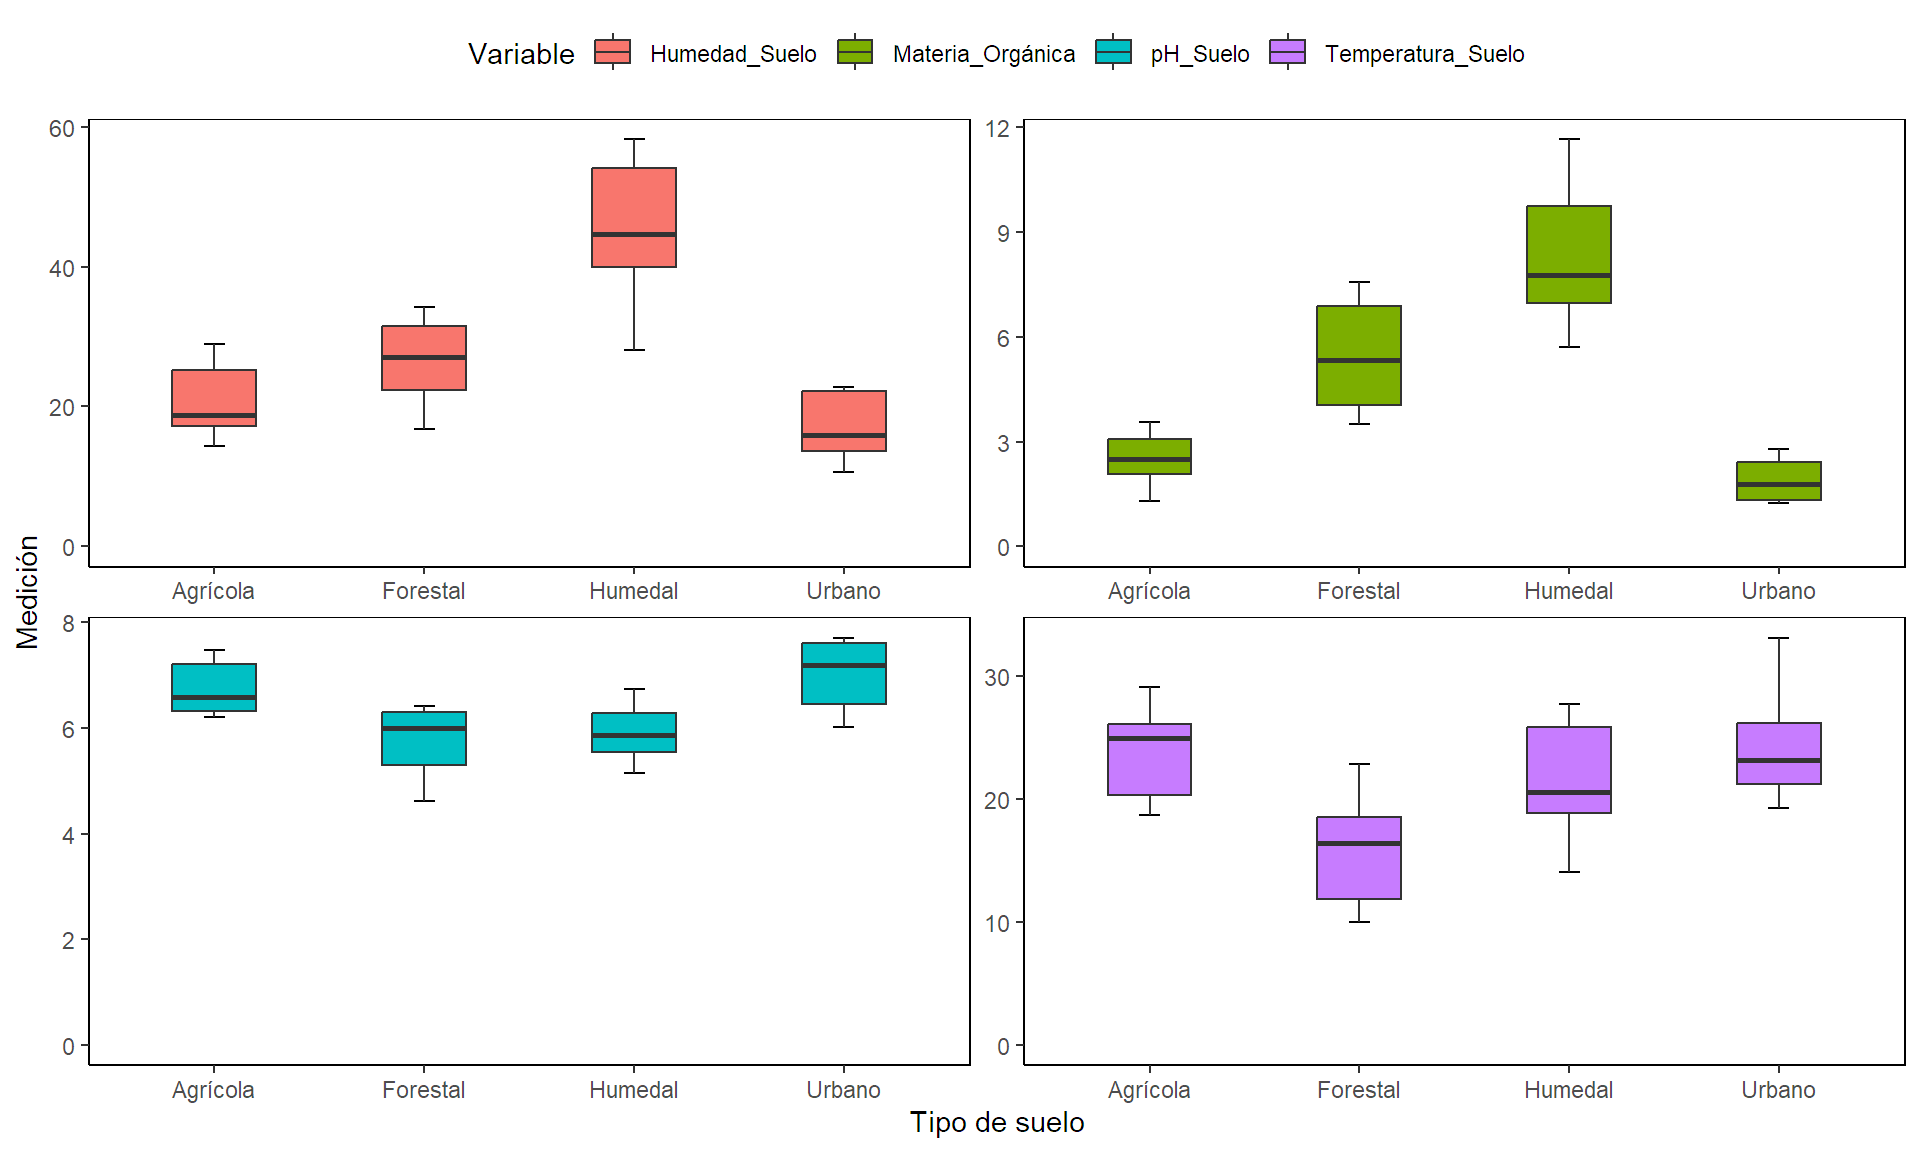 Variable Humedad_Suelo Materia_Orgánica pH_Suelo Temperatura_Suelo
60
40
20
0
Agrícola Forestal Humedal Urbano
12
9
6
3
0
Agrícola Forestal Humedal Urbano
Medición
8
6
4
2
0
Agrícola Forestal Humedal Urbano
30
20
10
0
Agrícola Forestal Humedal Urbano
Tipo de suelo